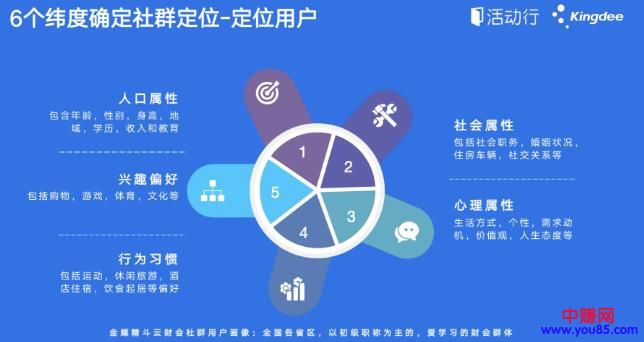 6个纬度确定社群定位-定位用户
活动行
Kingdee
人口属性
包含年龄，性别，身高，地
域，学历，收入和教育
兴趣偏好
包括购物，游戏，体育，文化等
行为习惯
包括运动，休闲旅游，酒
店住宿，饮食起居等偏好
1
2
3
4
5
社会属性
包括社会职务，婚姻状况，
住房车辆，社交关系等
心理属性
生活方式，个性，需求动
机，价值观，人生态度等
金蝶精斗云财会社群用户画像：全国各省区，以初级职称为主的，爱学习的财会群体
中赚网
www.you85.com